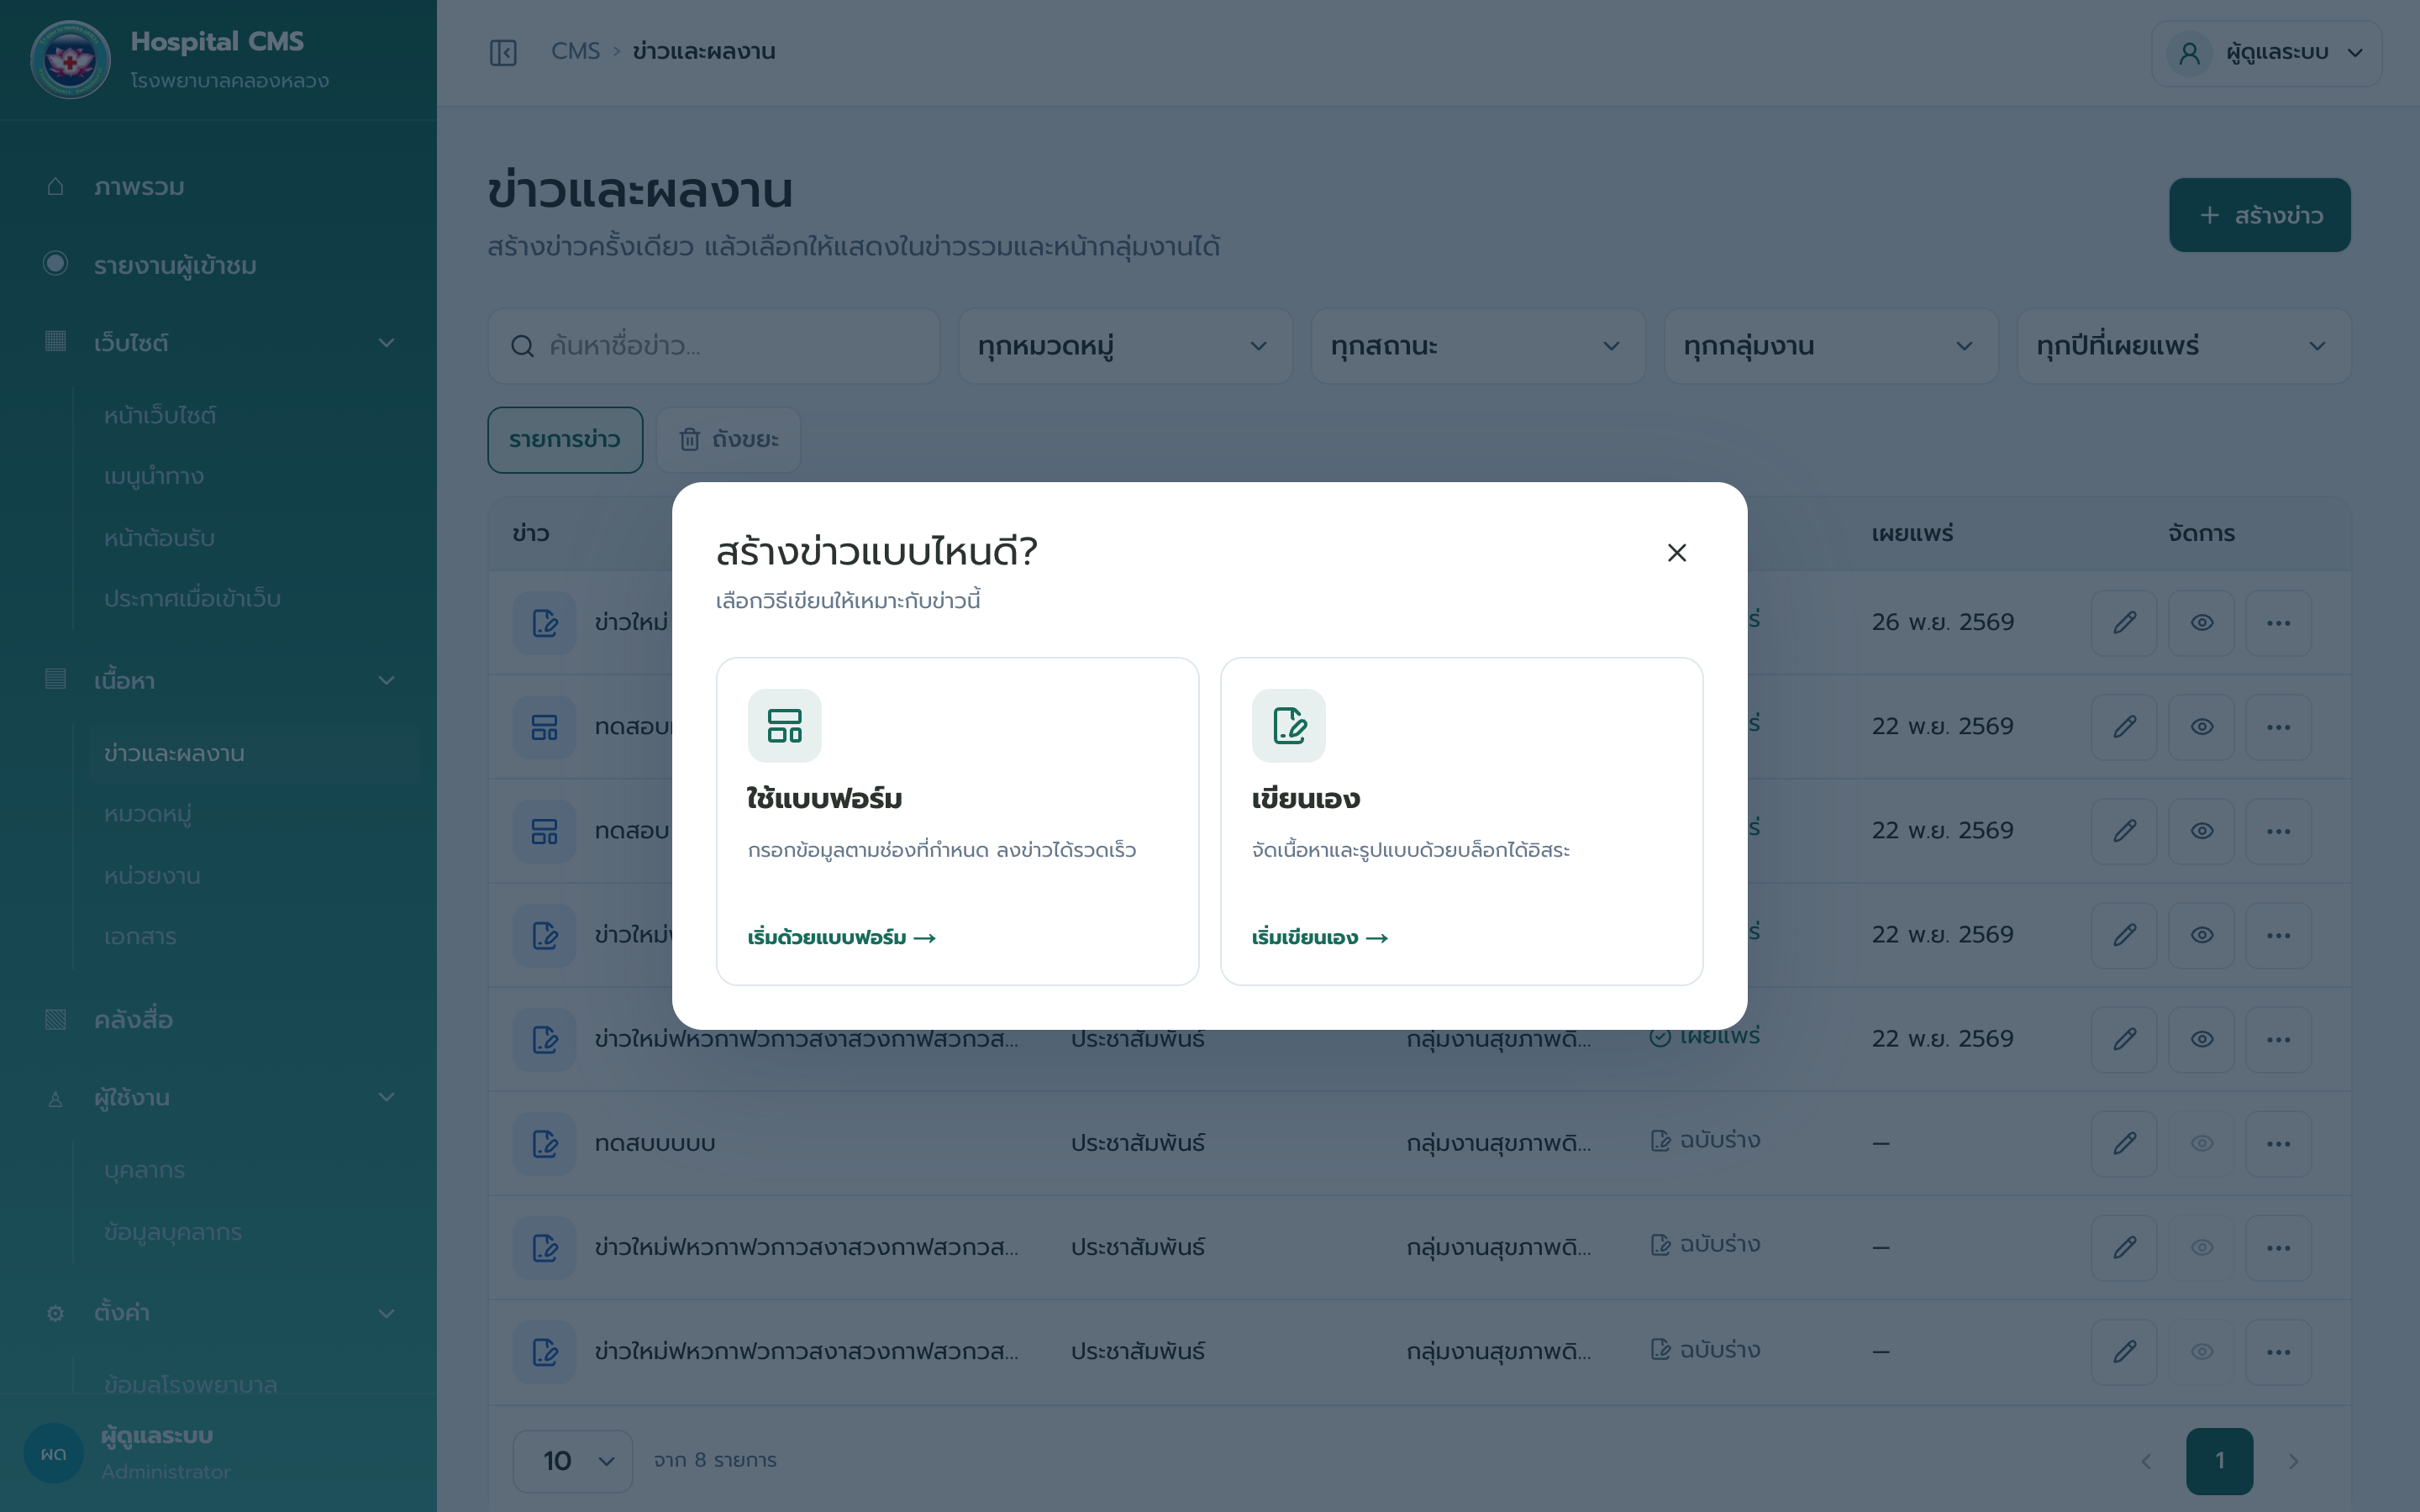 Hospital CMS
โรงพยาบาลคลองหลวง
ภาพรวม
รายงานผู้เข้าชม
เว็บไซต์
หน้าเว็บไซต์
เมนูนำทาง
หน้าต้อนรับ
ประกาศเมื่อเข้าเว็บ
เนื้อหา
ข่าวและผลงาน
หมวดหมู่
หน่วยงาน
เอกสาร
คลังสื่อ
ผู้ใช้งาน
บุคลากร
ข้อมูลบุคลากร
ตั้งค่า
ข้อมูลโรงพยาบาล
ผด
ผู้ดูแลระบบ
Administrator
CMS › ข่าวและผลงาน
ผู้ดูแลระบบ
ข่าวและผลงาน
สร้างข่าวครั้งเดียว แล้วเลือกให้แสดงในข่าวรวมและหน้ากลุ่มงานได้
+ สร้างข่าว
ค้นหาชื่อข่าว... ทุกหมวดหมู่ ทุกสถานะ ทุกกลุ่มงาน ทุกปีที่เผยแพร่
รายการข่าว ถังขยะ
ข่าว เผยแพร่ จัดการ
ข่าวใหม่ 26 พ.ย. 2569
ทดสอบ 22 พ.ย. 2569
ทดสอบ 22 พ.ย. 2569
ข่าวใหม่ 22 พ.ย. 2569
ข่าวใหม่ฟหวกาฟวกาวสงาสวงกาฟสวกวส... ประชาสัมพันธ์ กลุ่มงานสุขภาพดิ... เผยแพร่ 22 พ.ย. 2569
ทดสบบบบบ ประชาสัมพันธ์ กลุ่มงานสุขภาพดิ... ฉบับร่าง —
ข่าวใหม่ฟหวกาฟวกาวสงาสวงกาฟสวกวส... ประชาสัมพันธ์ กลุ่มงานสุขภาพดิ... ฉบับร่าง —
ข่าวใหม่ฟหวกาฟวกาวสงาสวงกาฟสวกวส... ประชาสัมพันธ์ กลุ่มงานสุขภาพดิ... ฉบับร่าง —
10 จาก 8 รายการ 1
สร้างข่าวแบบไหนดี?
เลือกวิธีเขียนให้เหมาะกับข่าวนี้
ใช้แบบฟอร์ม
กรอกข้อมูลตามช่องที่กำหนด ลงข่าวได้รวดเร็ว
เริ่มด้วยแบบฟอร์ม →
เขียนเอง
จัดเนื้อหาและรูปแบบด้วยบล็อกได้อิสระ
เริ่มเขียนเอง →